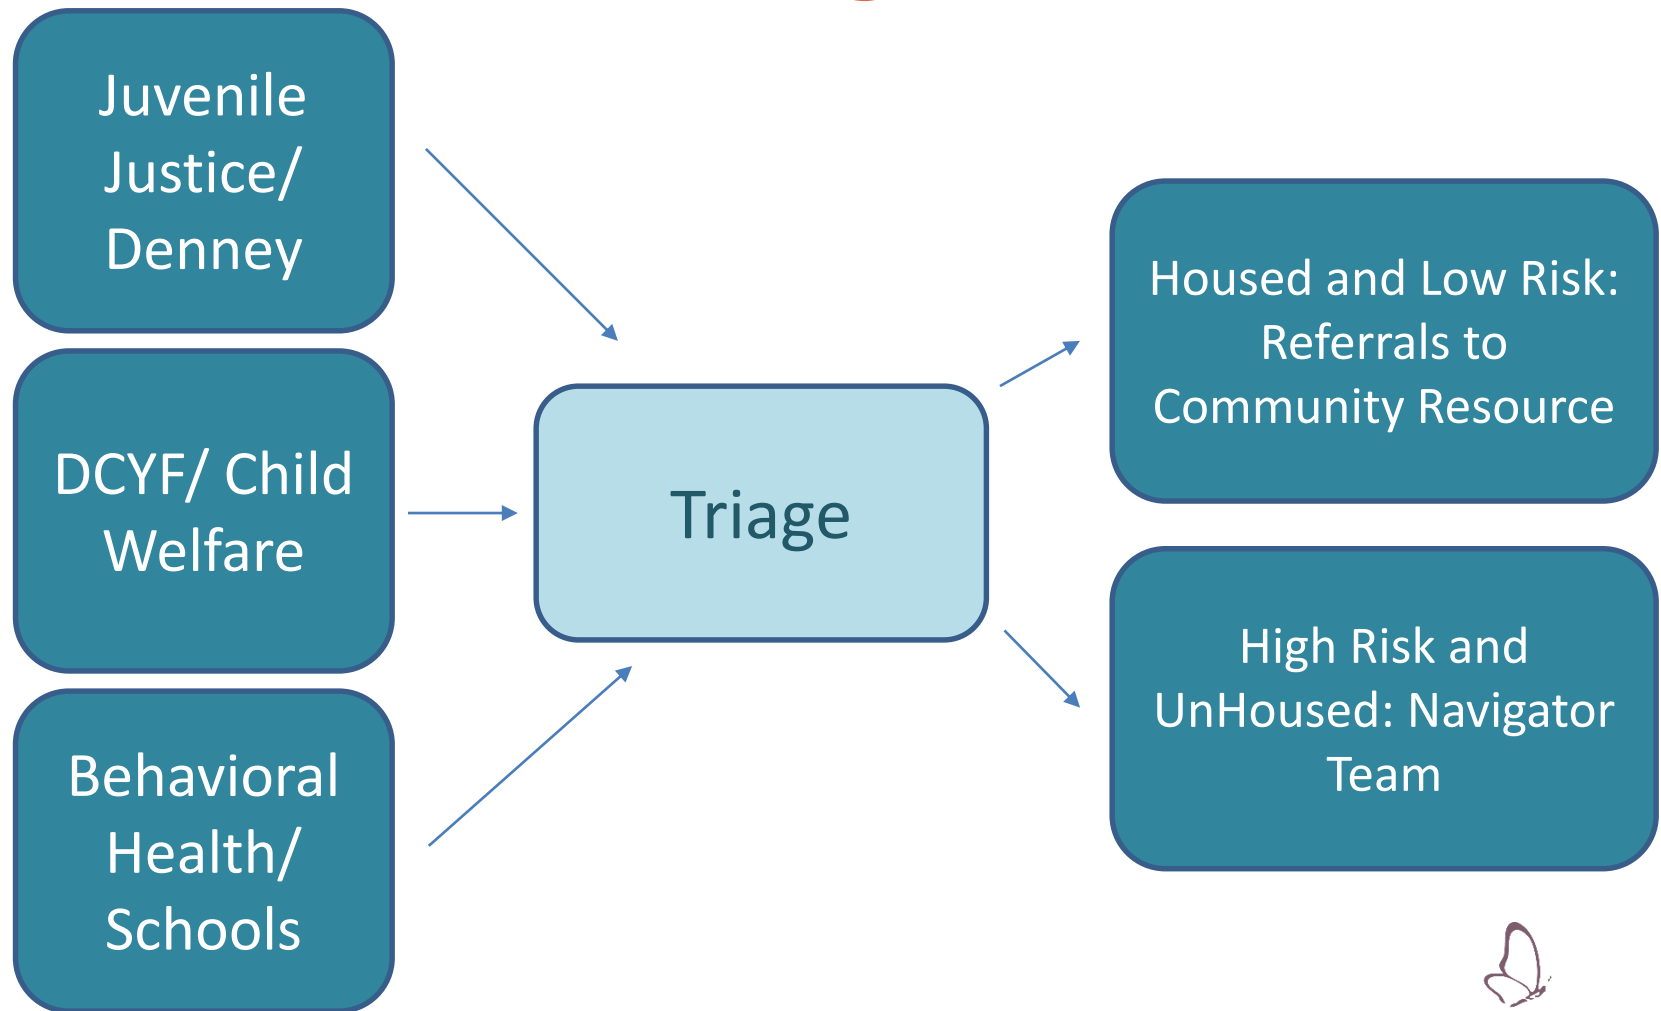 Juvenile
Justice/
Denney
DCYF/ Child
Welfare
Behavioral
Health/
Schools
Triage
Housed and Low Risk:
Referrals to
Community Resource
High Risk and
UnHoused: Navigator
Team